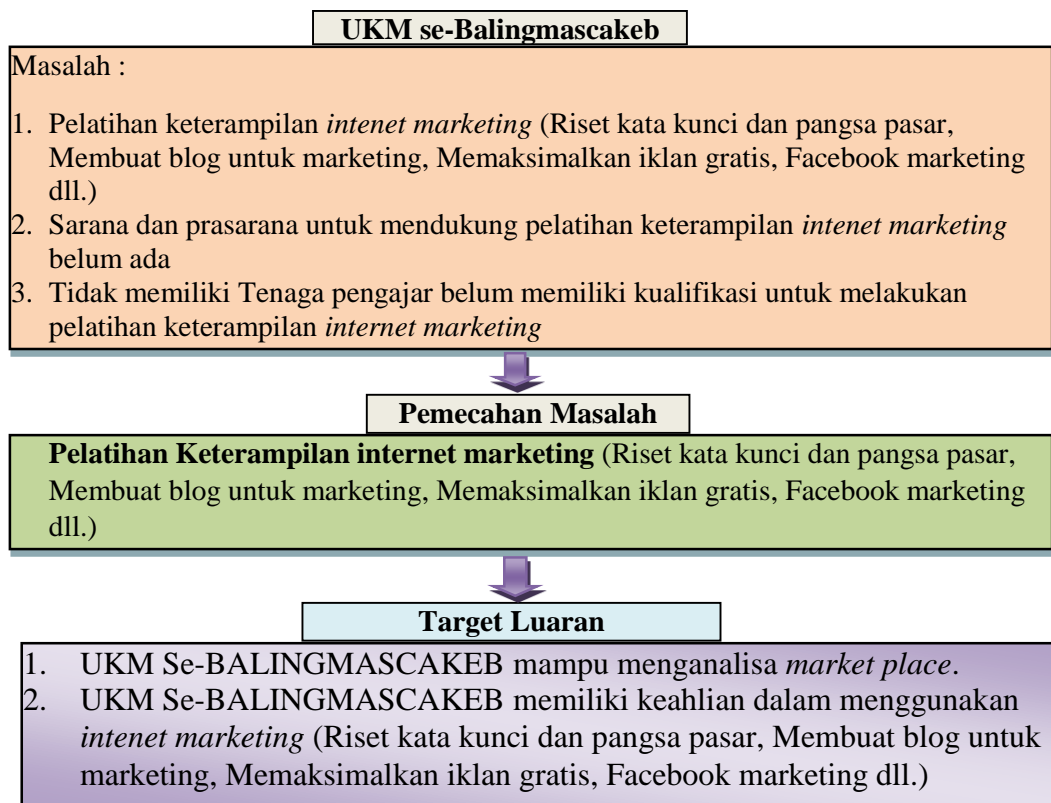 UKM se-Balingmascakeb
Masalah :
1. Pelatihan keterampilan intenet marketing (Riset kata kunci dan pangsa pasar,
Membuat blog untuk marketing, Memaksimalkan iklan gratis, Facebook marketing
dll.)
2. Sarana dan prasarana untuk mendukung pelatihan keterampilan intenet marketing
belum ada
3. Tidak memiliki Tenaga pengajar belum memiliki kualifikasi untuk melakukan
pelatihan keterampilan internet marketing
Pemecahan Masalah
Pelatihan Keterampilan internet marketing (Riset kata kunci dan pangsa pasar,
Membuat blog untuk marketing, Memaksimalkan iklan gratis, Facebook marketing
dll.)
Target Luaran
1. UKM Se-BALINGMASCAKEB mampu menganalisa market place.
2. UKM Se-BALINGMASCAKEB memiliki keahlian dalam menggunakan
intenet marketing (Riset kata kunci dan pangsa pasar, Membuat blog untuk
marketing, Memaksimalkan iklan gratis, Facebook marketing dll.)